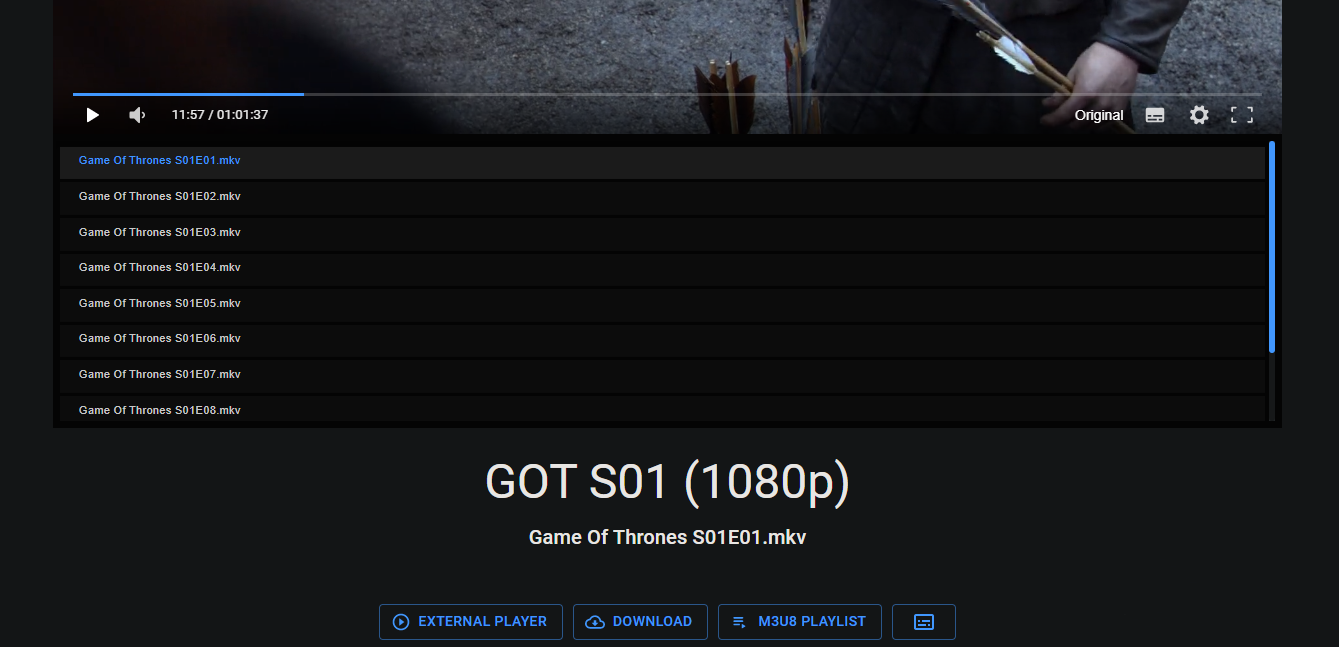 11:57 / 01:01:37 Original
Game Of Thrones S01E01.mkv
Game Of Thrones S01E02.mkv
Game Of Thrones S01E03.mkv
Game Of Thrones S01E04.mkv
Game Of Thrones S01E05.mkv
Game Of Thrones S01E06.mkv
Game Of Thrones S01E07.mkv
Game Of Thrones S01E08.mkv
GOT S01 (1080p)
Game Of Thrones S01E01.mkv
EXTERNAL PLAYER DOWNLOAD M3U8 PLAYLIST